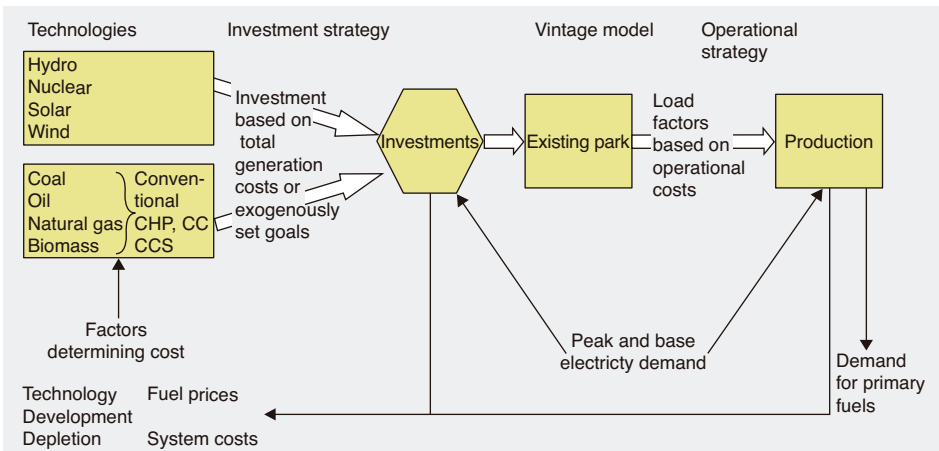 Technologies
Investment strategy
Vintage model
Operational
strategy
Hydro
Nuclear
Solar
Wind
Coal
Oil
Natural gas
Biomass
Conven-
tional
CHP, CC
CCS
Investment
based on
total
generation
costs or
exogenously
set goals
Investments
Existing park
Load
factors
based on
operational
costs
Production
Factors
determining cost
Peak and base
electricty demand
Demand
for primary
fuels
Technology
Development
Depletion
Fuel prices
System costs